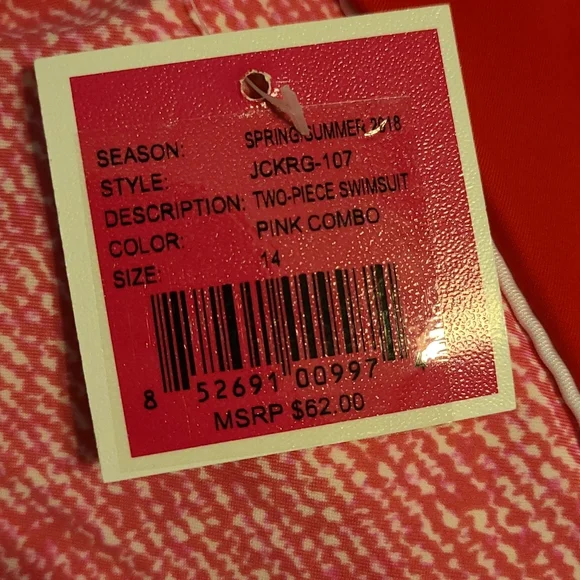 SEASON: SPRING/SUMMER 2018
STYLE: JCKRG-107
DESCRIPTION: TWO-PIECE SWIMSUIT
COLOR: PINK COMBO
SIZE: 14
8 52691 00997
MSRP $62.00